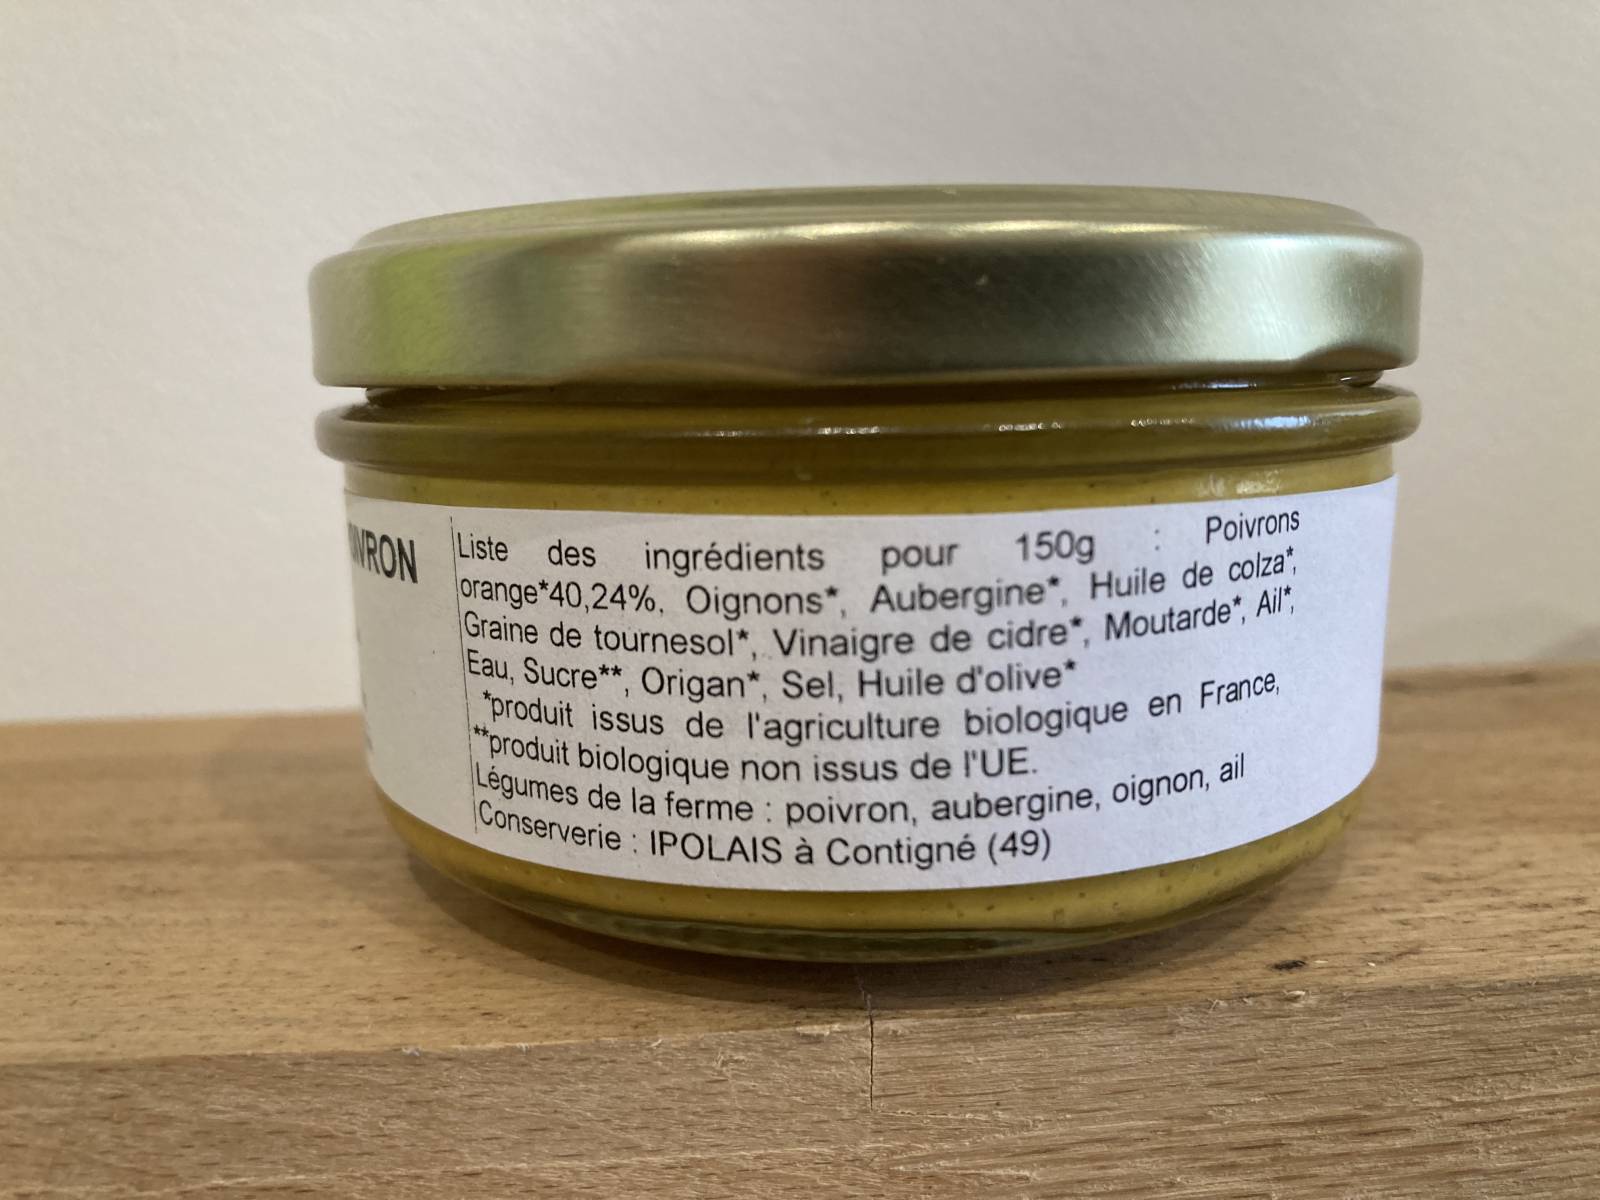 OIVRON
Liste des ingrédients pour 150g : Poivrons
orange*40,24%, Oignons*, Aubergine*, Huile de colza*,
Graine de tournesol*, Vinaigre de cidre*, Moutarde*, Ail*,
Eau, Sucre**, Origan*, Sel, Huile d'olive*
*produit issus de l'agriculture biologique en France,
**produit biologique non issus de l'UE.
Légumes de la ferme : poivron, aubergine, oignon, ail
Conserverie : IPOLAIS à Contigné (49)